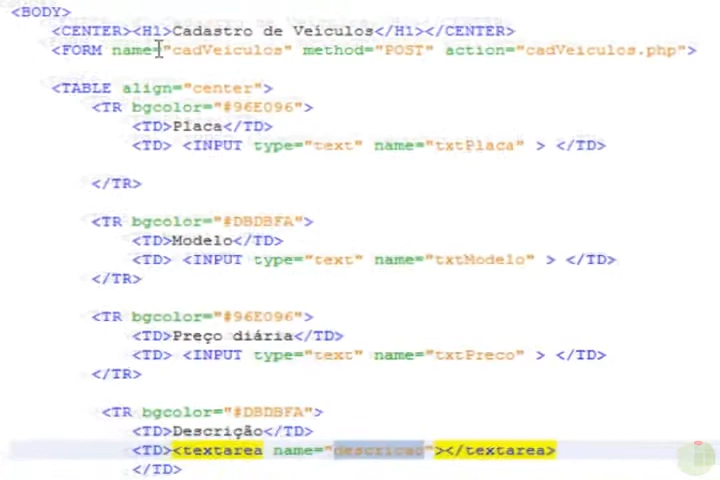 <BODY>
<CENTER><H1>Cadastro de Veículos</H1></CENTER>
<FORM name="cadVeiculos" method="POST" action="cadVeiculos.php">
<TABLE align="center">
<TR bgcolor="#96E096">
<TD>Placa</TD>
<TD> <INPUT type="text" name="txtPlaca" > </TD>
</TR>
<TR bgcolor="#DBDBFA">
<TD>Modelo</TD>
<TD> <INPUT type="text" name="txtModelo" > </TD>
</TR>
<TR bgcolor="#96E096">
<TD>Preço diária</TD>
<TD> <INPUT type="text" name="txtPreco" > </TD>
</TR>
<TR bgcolor="#DBDBFA">
<TD>Descrição</TD>
<TD><textarea name="descricao"></textarea>
</TD>